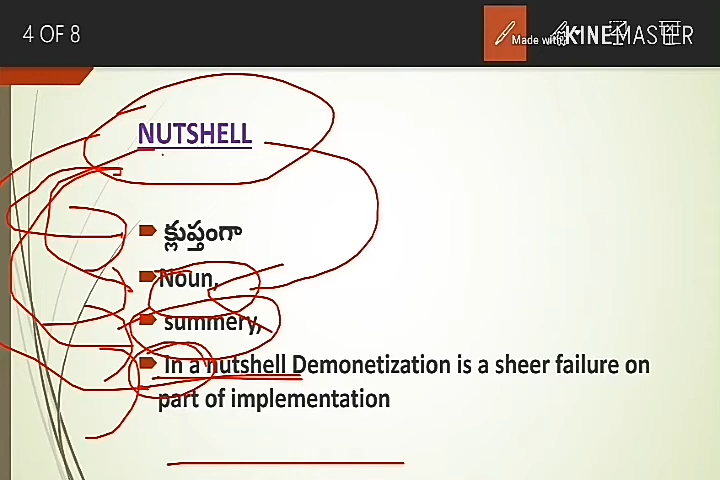 4 OF 8
Made with KINEMASTER
NUTSHELL
క్లుప్తంగా
Noun,
summery,
In a nutshell Demonetization is a sheer failure on
part of implementation